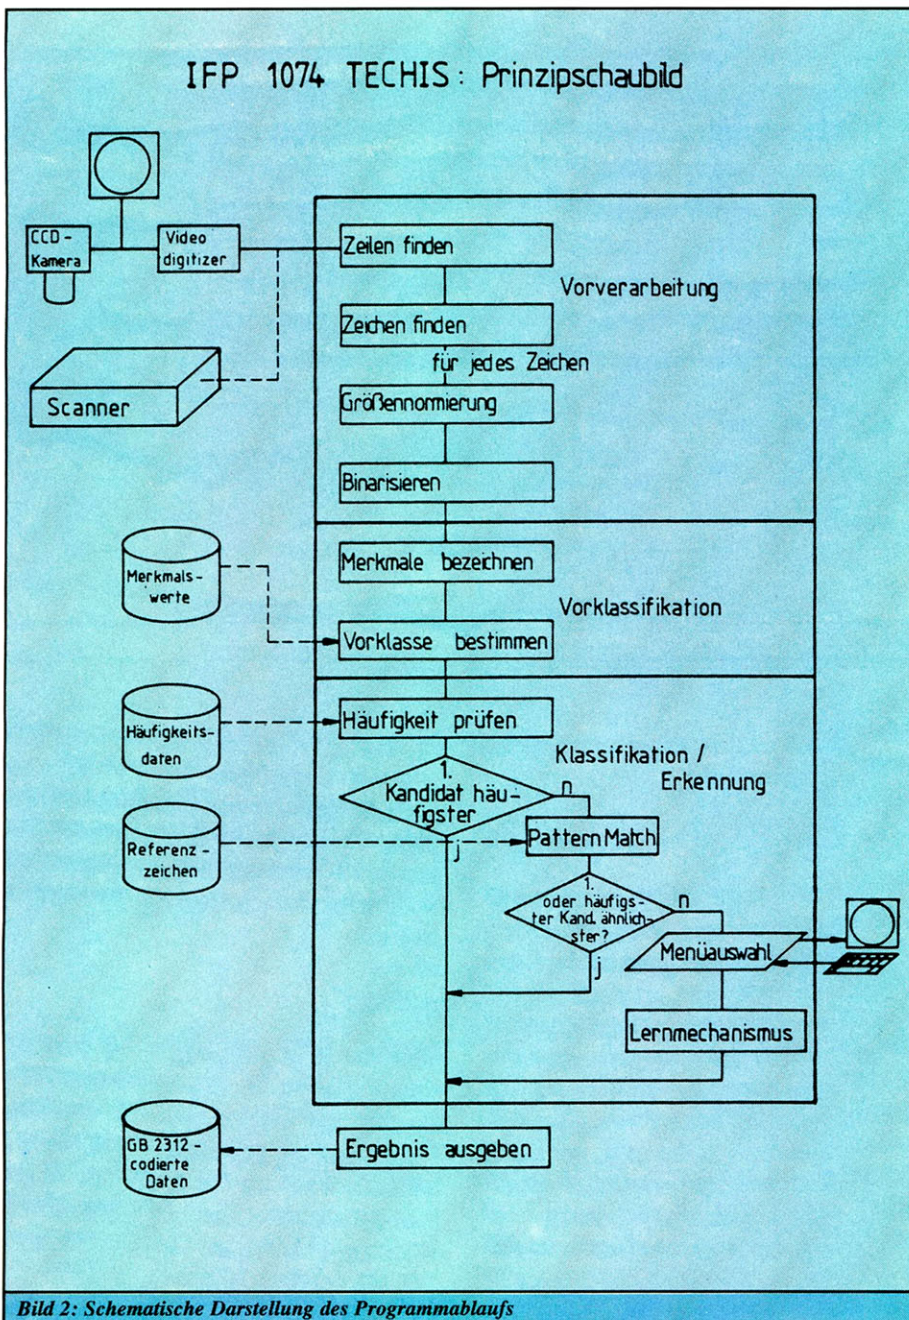 IFP 1074 TECHIS: Prinzipschaubild
CCD-
Kamera
Video
digitizer
Scanner
Zeilen finden
Vorverarbeitung
Zeichen finden
für jedes Zeichen
Größennormierung
Binarisieren
Merkmals-
werte
Merkmale bezeichnen
Vorklassifikation
Vorklasse bestimmen
Häufigkeits-
daten
Häufigkeit prüfen
Klassifikation /
Erkennung
1.
Kandidat häu-
figster
n
j
Referenz-
zeichen
Pattern Match
1.
oder häufigs-
ter Kand. ähnlich-
ster?
n
j
Menüauswahl
Lernmechanismus
GB 2312-
codierte
Daten
Ergebnis ausgeben
Bild 2: Schematische Darstellung des Programmablaufs